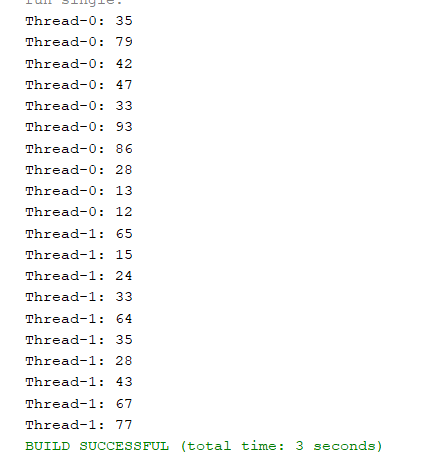 run single:
Thread-0: 35
Thread-0: 79
Thread-0: 42
Thread-0: 47
Thread-0: 33
Thread-0: 93
Thread-0: 86
Thread-0: 28
Thread-0: 13
Thread-0: 12
Thread-1: 65
Thread-1: 15
Thread-1: 24
Thread-1: 33
Thread-1: 64
Thread-1: 35
Thread-1: 28
Thread-1: 43
Thread-1: 67
Thread-1: 77
BUILD SUCCESSFUL (total time: 3 seconds)